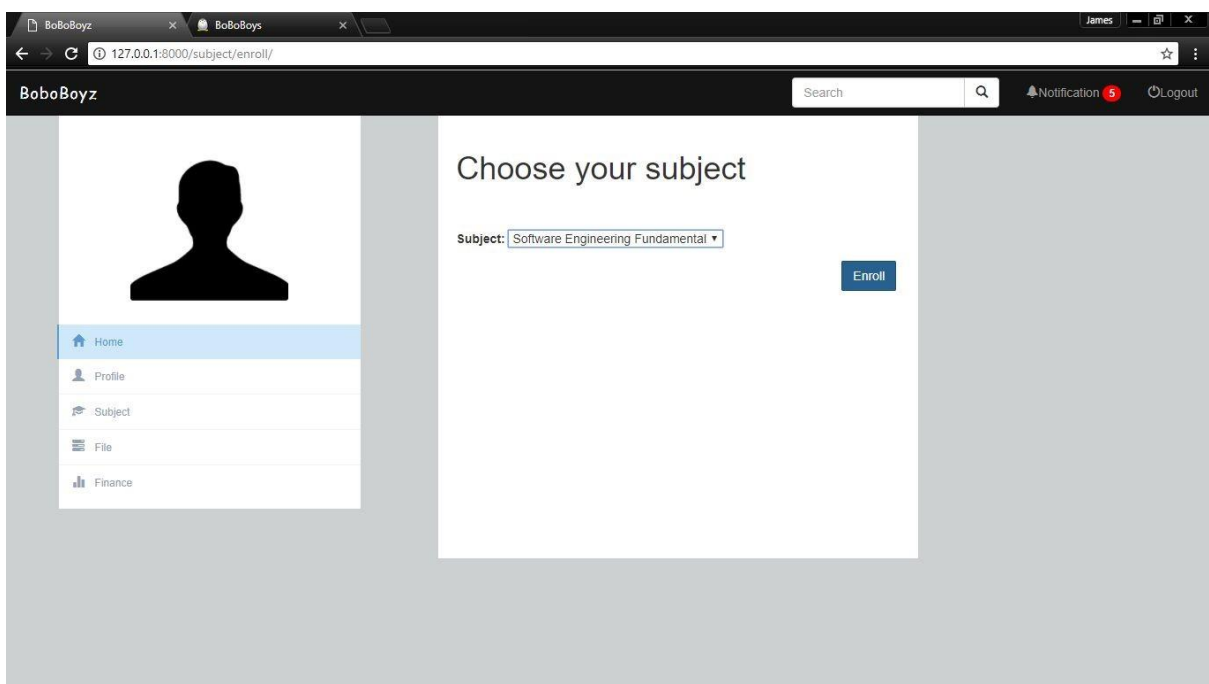 BoBoBoyz
BoBoBoys
James
127.0.0.1:8000/subject/enroll/
BoboBoyz
Search
Notification 5
Logout
Choose your subject
Subject: Software Engineering Fundamental
Enroll
Home
Profile
Subject
File
Finance